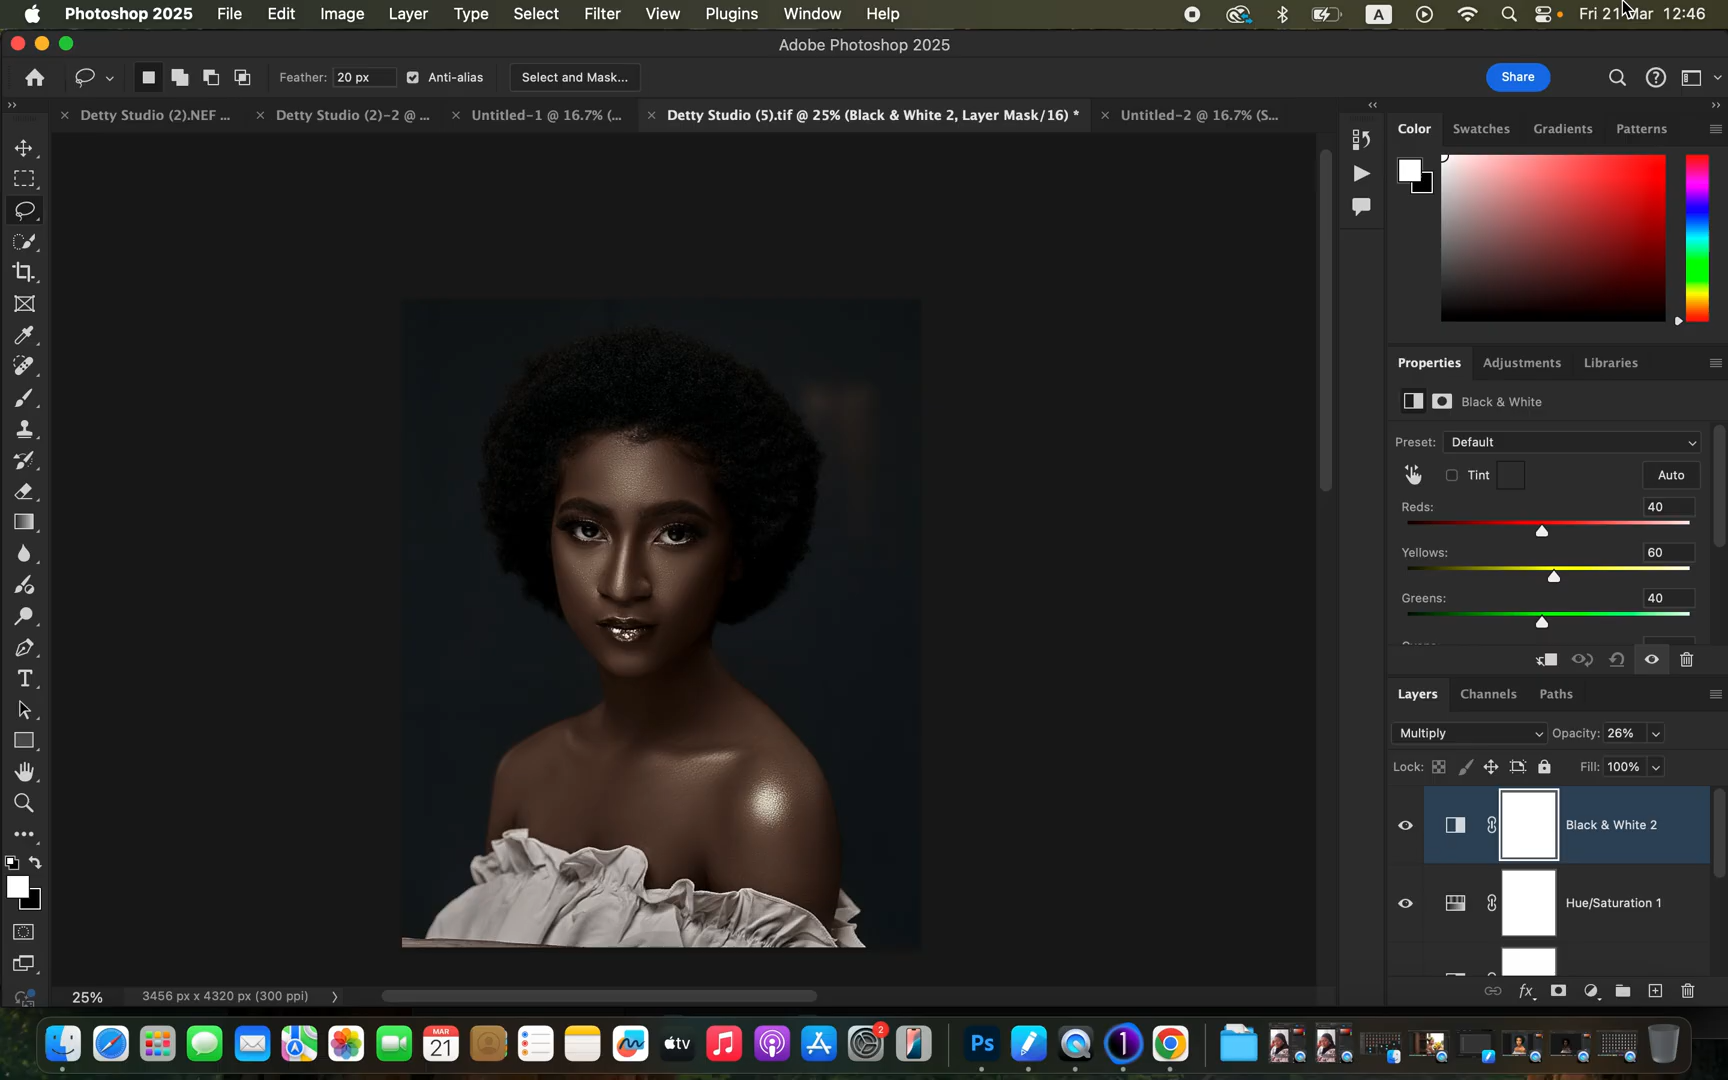 Photoshop 2025 File Edit Image Layer Type Select Filter View Plugins Window Help A Fri 21 Mar 12:46
Adobe Photoshop 2025
Feather: 20 px Anti-alias Select and Mask... Share
Detty Studio (2).NEF ... Detty Studio (2)-2 @ ... Untitled-1 @ 16.7% (... Detty Studio (5).tif @ 25% (Black & White 2, Layer Mask/16) * Untitled-2 @ 16.7% (S...
Color Swatches Gradients Patterns
Properties Adjustments Libraries
Black & White
Preset: Default
Tint Auto
Reds: 40
Yellows: 60
Greens: 40
Layers Channels Paths
Multiply Opacity: 26%
Lock: Fill: 100%
Black & White 2
Hue/Saturation 1
T
25% 3456 px x 4320 px (300 ppi)
MAR
21
tv
2
Ps
1